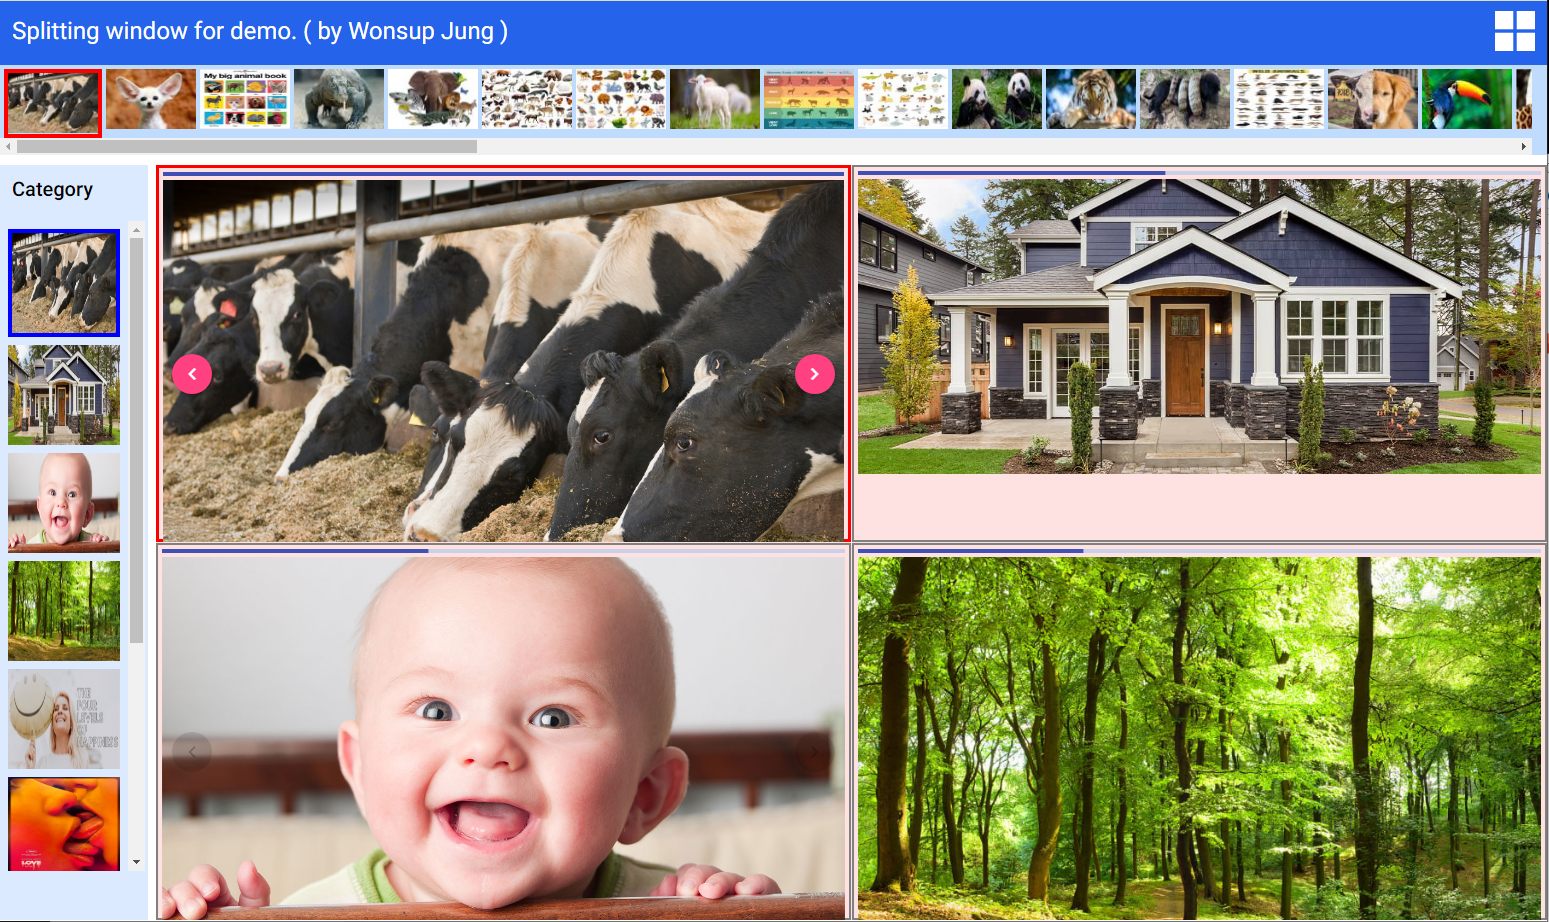 Splitting window for demo. ( by Wonsup Jung )
My big animal book
Category
THE
FOUR
LEVELS
OF
HAPPINESS
LOVE